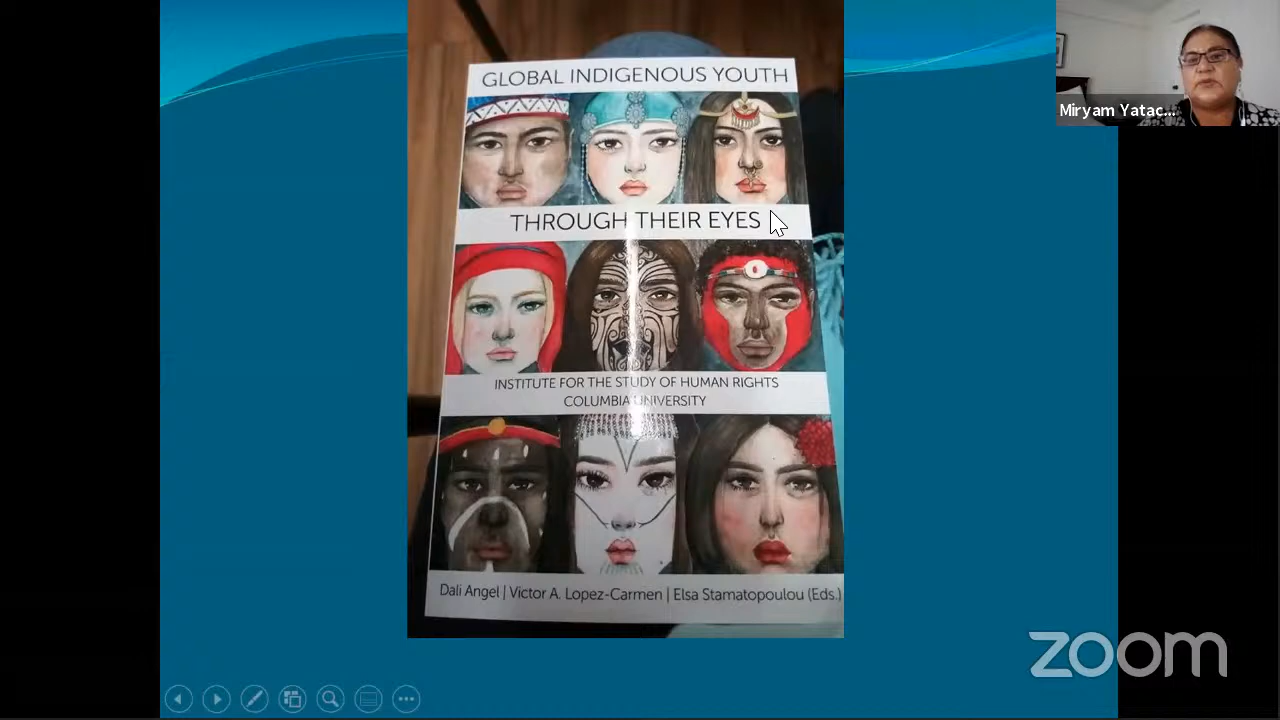 GLOBAL INDIGENOUS YOUTH
Miryam Yatac...
THROUGH THEIR EYES
INSTITUTE FOR THE STUDY OF HUMAN RIGHTS
COLUMBIA UNIVERSITY
Dali Angel | Victor A. Lopez-Carmen | Elsa Stamatopoulou (Eds.)
zoom